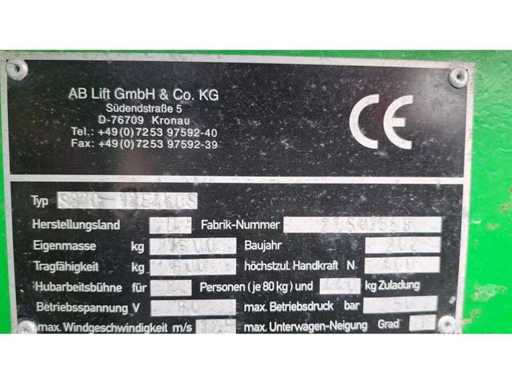 AB Lift GmbH & Co. KG
Südendstraße 5
D-76709 Kronau
Tel.: +49(0)7253 97592-40
Fax: +49(0)7253 97592-39
CE
Typ
Herstellungsland Fabrik-Nummer
Eigenmasse kg Baujahr
Tragfähigkeit kg höchstzul. Handkraft N
Hubarbeitsbühne für Personen (je 80 kg) und kg Zuladung
Betriebsspannung V max. Betriebsdruck bar
max. Windgeschwindigkeit m/s max. Unterwagen-Neigung Grad